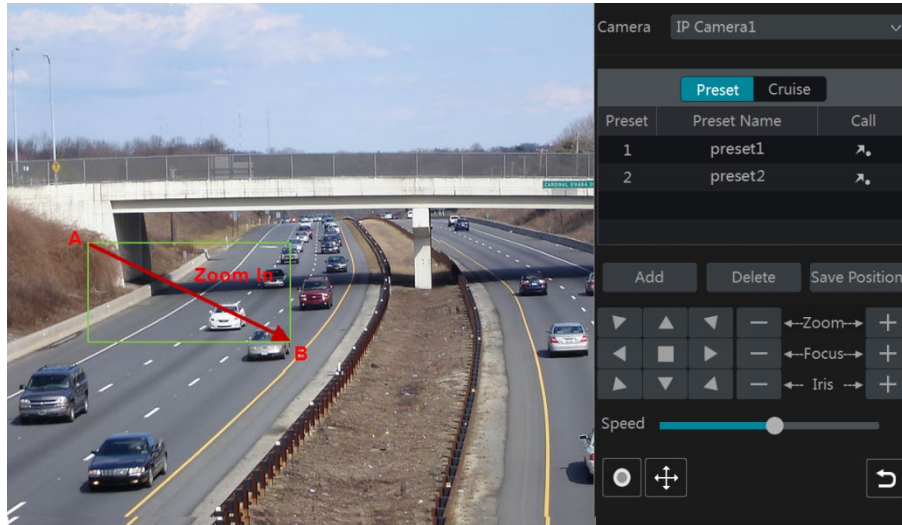 Camera IP Camera1
Preset Cruise
Preset Preset Name Call
1 preset1
2 preset2
CARDINAL O'HARA
A
Zoom In
B
Add Delete Save Position
Zoom
Focus
Iris
Speed